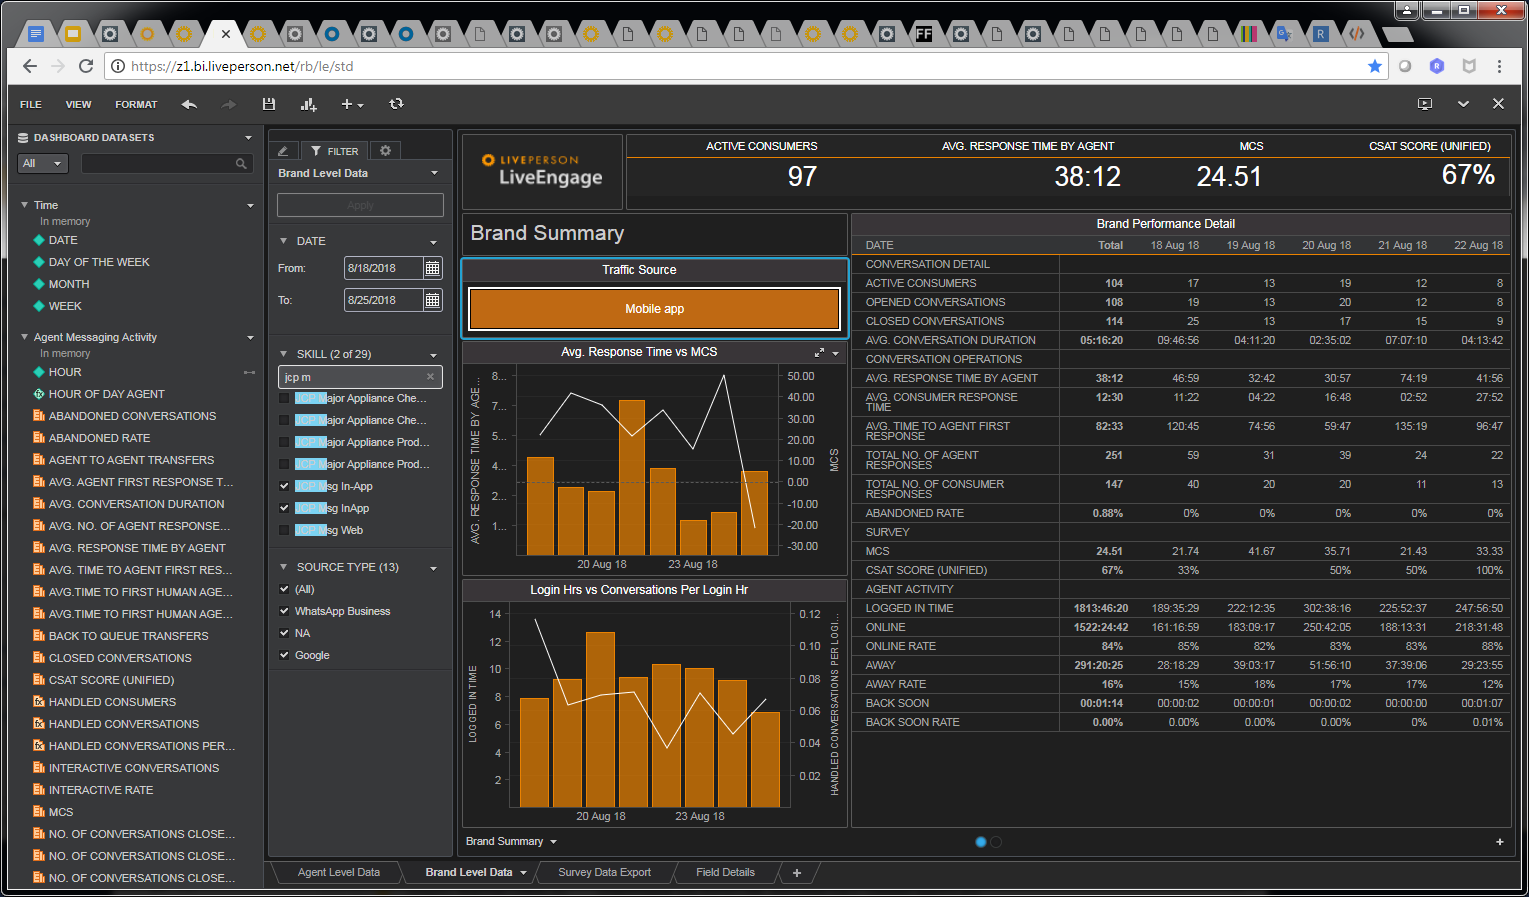 https://z1.bi.liveperson.net/rb/le/std
FILE VIEW FORMAT
DASHBOARD DATASETS
All
Time
In memory
DATE
DAY OF THE WEEK
MONTH
WEEK
Agent Messaging Activity
In memory
HOUR
HOUR OF DAY AGENT
ABANDONED CONVERSATIONS
ABANDONED RATE
AGENT TO AGENT TRANSFERS
AVG. AGENT FIRST RESPONSE T...
AVG. CONVERSATION DURATION
AVG. NO. OF AGENT RESPONSE...
AVG. RESPONSE TIME BY AGENT
AVG. TIME TO AGENT FIRST RES...
AVG.TIME TO FIRST HUMAN AGE...
AVG.TIME TO FIRST HUMAN AGE...
BACK TO QUEUE TRANSFERS
CLOSED CONVERSATIONS
CSAT SCORE (UNIFIED)
HANDLED CONSUMERS
HANDLED CONVERSATIONS
HANDLED CONVERSATIONS PER...
INTERACTIVE CONVERSATIONS
INTERACTIVE RATE
MCS
NO. OF CONVERSATIONS CLOSE...
NO. OF CONVERSATIONS CLOSE...
NO. OF CONVERSATIONS CLOSE...
FILTER
Brand Level Data
Apply
DATE
From: 8/18/2018
To: 8/25/2018
SKILL (2 of 29)
jcp m
JCP Major Appliance Che...
JCP Major Appliance Che...
JCP Major Appliance Prod...
JCP Major Appliance Prod...
JCP Msg In-App
JCP Msg InApp
JCP Msg Web
SOURCE TYPE (13)
(All)
WhatsApp Business
NA
Google
LIVEPERSON
LiveEngage
ACTIVE CONSUMERS AVG. RESPONSE TIME BY AGENT MCS CSAT SCORE (UNIFIED)
97 38:12 24.51 67%
Brand Summary
Traffic Source
Mobile app
Avg. Response Time vs MCS
AVG. RESPONSE TIME BY AGE...
8...
7...
5...
4...
2...
1...
50.00
40.00
30.00
20.00
10.00
0.00
-10.00
-20.00
-30.00
MCS
20 Aug 18 23 Aug 18
Login Hrs vs Conversations Per Login Hr
LOGGED IN TIME
14
12
10
8
6
4
2
0.12
0.10
0.08
0.06
0.04
0.02
HANDLED CONVERSATIONS PER LOGI...
20 Aug 18 23 Aug 18
Brand Summary
Brand Performance Detail
DATE Total 18 Aug 18 19 Aug 18 20 Aug 18 21 Aug 18 22 Aug 18
CONVERSATION DETAIL
ACTIVE CONSUMERS 104 17 13 19 12 8
OPENED CONVERSATIONS 108 19 13 20 12 8
CLOSED CONVERSATIONS 114 25 13 17 15 9
AVG. CONVERSATION DURATION 05:16:20 09:46:56 04:11:20 02:35:02 07:07:10 04:13:42
CONVERSATION OPERATIONS
AVG. RESPONSE TIME BY AGENT 38:12 46:59 32:42 30:57 74:19 41:56
AVG. CONSUMER RESPONSE TIME 12:30 11:22 04:22 16:48 02:52 27:52
AVG. TIME TO AGENT FIRST RESPONSE 82:33 120:45 74:56 59:47 135:19 96:47
TOTAL NO. OF AGENT RESPONSES 251 59 31 39 24 22
TOTAL NO. OF CONSUMER RESPONSES 147 40 20 20 11 13
ABANDONED RATE 0.88% 0% 0% 0% 0% 0%
SURVEY
MCS 24.51 21.74 41.67 35.71 21.43 33.33
CSAT SCORE (UNIFIED) 67% 33% 50% 50% 100%
AGENT ACTIVITY
LOGGED IN TIME 1813:46:20 189:35:29 222:12:35 302:38:16 225:52:37 247:56:50
ONLINE 1522:24:42 161:16:59 183:09:17 250:42:05 188:13:31 218:31:48
ONLINE RATE 84% 85% 82% 83% 83% 88%
AWAY 291:20:25 28:18:29 39:03:17 51:56:10 37:39:06 29:23:55
AWAY RATE 16% 15% 18% 17% 17% 12%
BACK SOON 00:01:14 00:00:02 00:00:01 00:00:02 00:00:00 00:01:07
BACK SOON RATE 0.00% 0.00% 0.00% 0.00% 0% 0.01%
Agent Level Data Brand Level Data Survey Data Export Field Details +